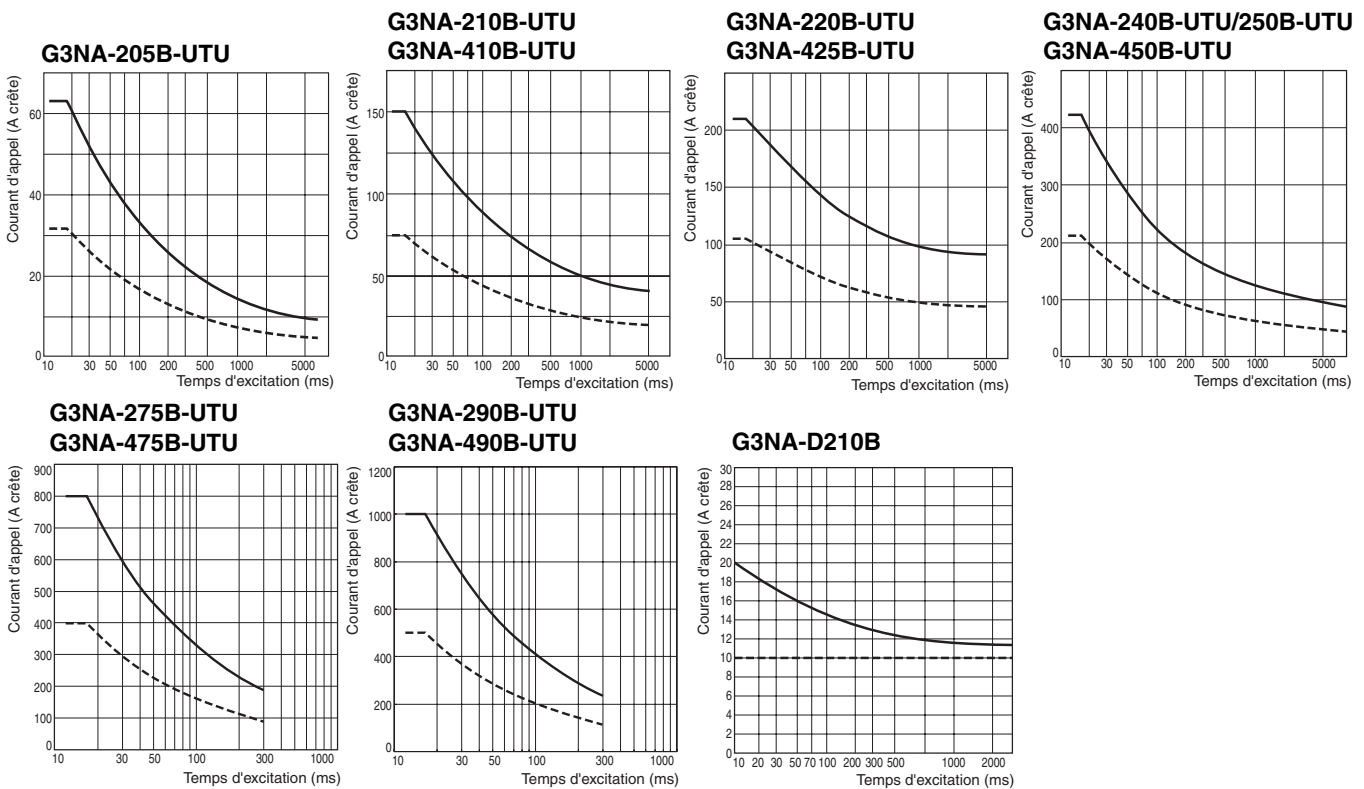 G3NA-205B-UTU
Courant d'appel (A crête)
60
40
20
0
10 30 50 100 200 500 1000 5000
Temps d'excitation (ms)
G3NA-210B-UTU
G3NA-410B-UTU
Courant d'appel (A crête)
150
100
50
0
10 30 50 100 200 500 1000 5000
Temps d'excitation (ms)
G3NA-220B-UTU
G3NA-425B-UTU
Courant d'appel (A crête)
200
150
100
50
0
10 30 50 100 200 500 1000 5000
Temps d'excitation (ms)
G3NA-240B-UTU/250B-UTU
G3NA-450B-UTU
Courant d'appel (A crête)
400
300
200
100
0
10 30 50 100 200 500 1000 5000
Temps d'excitation (ms)
G3NA-275B-UTU
G3NA-475B-UTU
Courant d'appel (A crête)
900
800
700
600
500
400
300
200
100
0
10 30 50 100 300 1000
Temps d'excitation (ms)
G3NA-290B-UTU
G3NA-490B-UTU
Courant d'appel (A crête)
1200
1000
800
600
400
200
0
10 30 50 100 300 1000
Temps d'excitation (ms)
G3NA-D210B
Courant d'appel (A crête)
30
28
26
24
22
20
18
16
14
12
10
8
6
4
2
0
10 20 30 50 70 100 200 300 500 1000 2000
Temps d'excitation (ms)